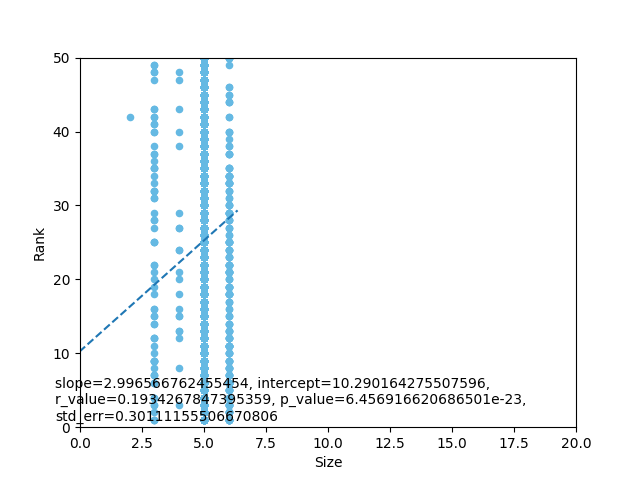 50
40
30
20
10
0
Rank
slope=2.996566762455454, intercept=10.290164275507596,
r_value=0.1934267847395359, p_value=6.456916620686501e-23,
std_err=0.30111155506670806
0.0 2.5 5.0 7.5 10.0 12.5 15.0 17.5 20.0
Size